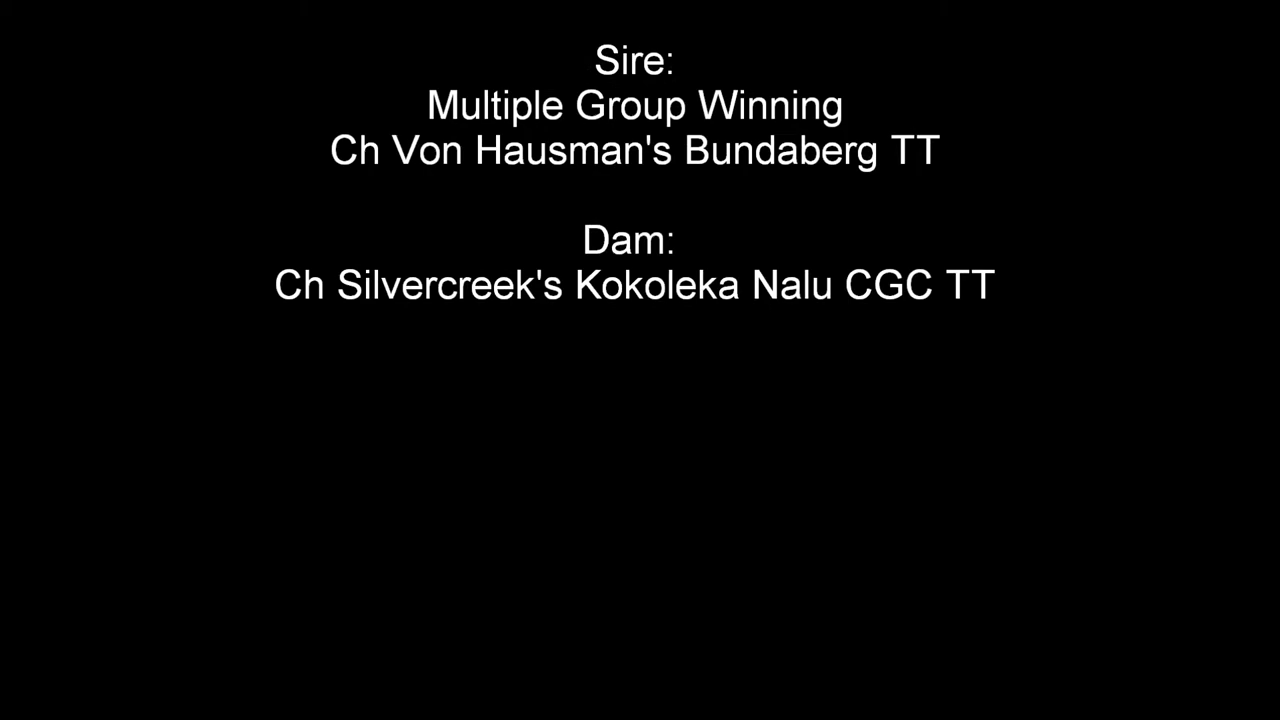 Sire:
Multiple Group Winning
Ch Von Hausman's Bundaberg TT
Dam:
Ch Silvercreek's Kokoleka Nalu CGC TT